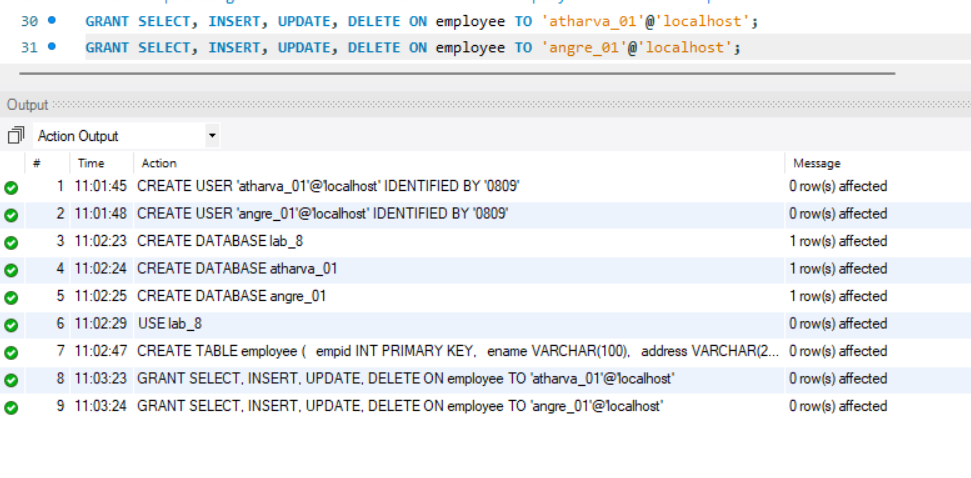 30 GRANT SELECT, INSERT, UPDATE, DELETE ON employee TO 'atharva_01'@'localhost';
31 GRANT SELECT, INSERT, UPDATE, DELETE ON employee TO 'angre_01'@'localhost';
Output
Action Output
# Time Action Message
1 11:01:45 CREATE USER 'atharva_01'@'localhost' IDENTIFIED BY '0809' 0 row(s) affected
2 11:01:48 CREATE USER 'angre_01'@'localhost' IDENTIFIED BY '0809' 0 row(s) affected
3 11:02:23 CREATE DATABASE lab_8 1 row(s) affected
4 11:02:24 CREATE DATABASE atharva_01 1 row(s) affected
5 11:02:25 CREATE DATABASE angre_01 1 row(s) affected
6 11:02:29 USE lab_8 0 row(s) affected
7 11:02:47 CREATE TABLE employee ( empid INT PRIMARY KEY, ename VARCHAR(100), address VARCHAR(2... 0 row(s) affected
8 11:03:23 GRANT SELECT, INSERT, UPDATE, DELETE ON employee TO 'atharva_01'@'localhost' 0 row(s) affected
9 11:03:24 GRANT SELECT, INSERT, UPDATE, DELETE ON employee TO 'angre_01'@'localhost' 0 row(s) affected